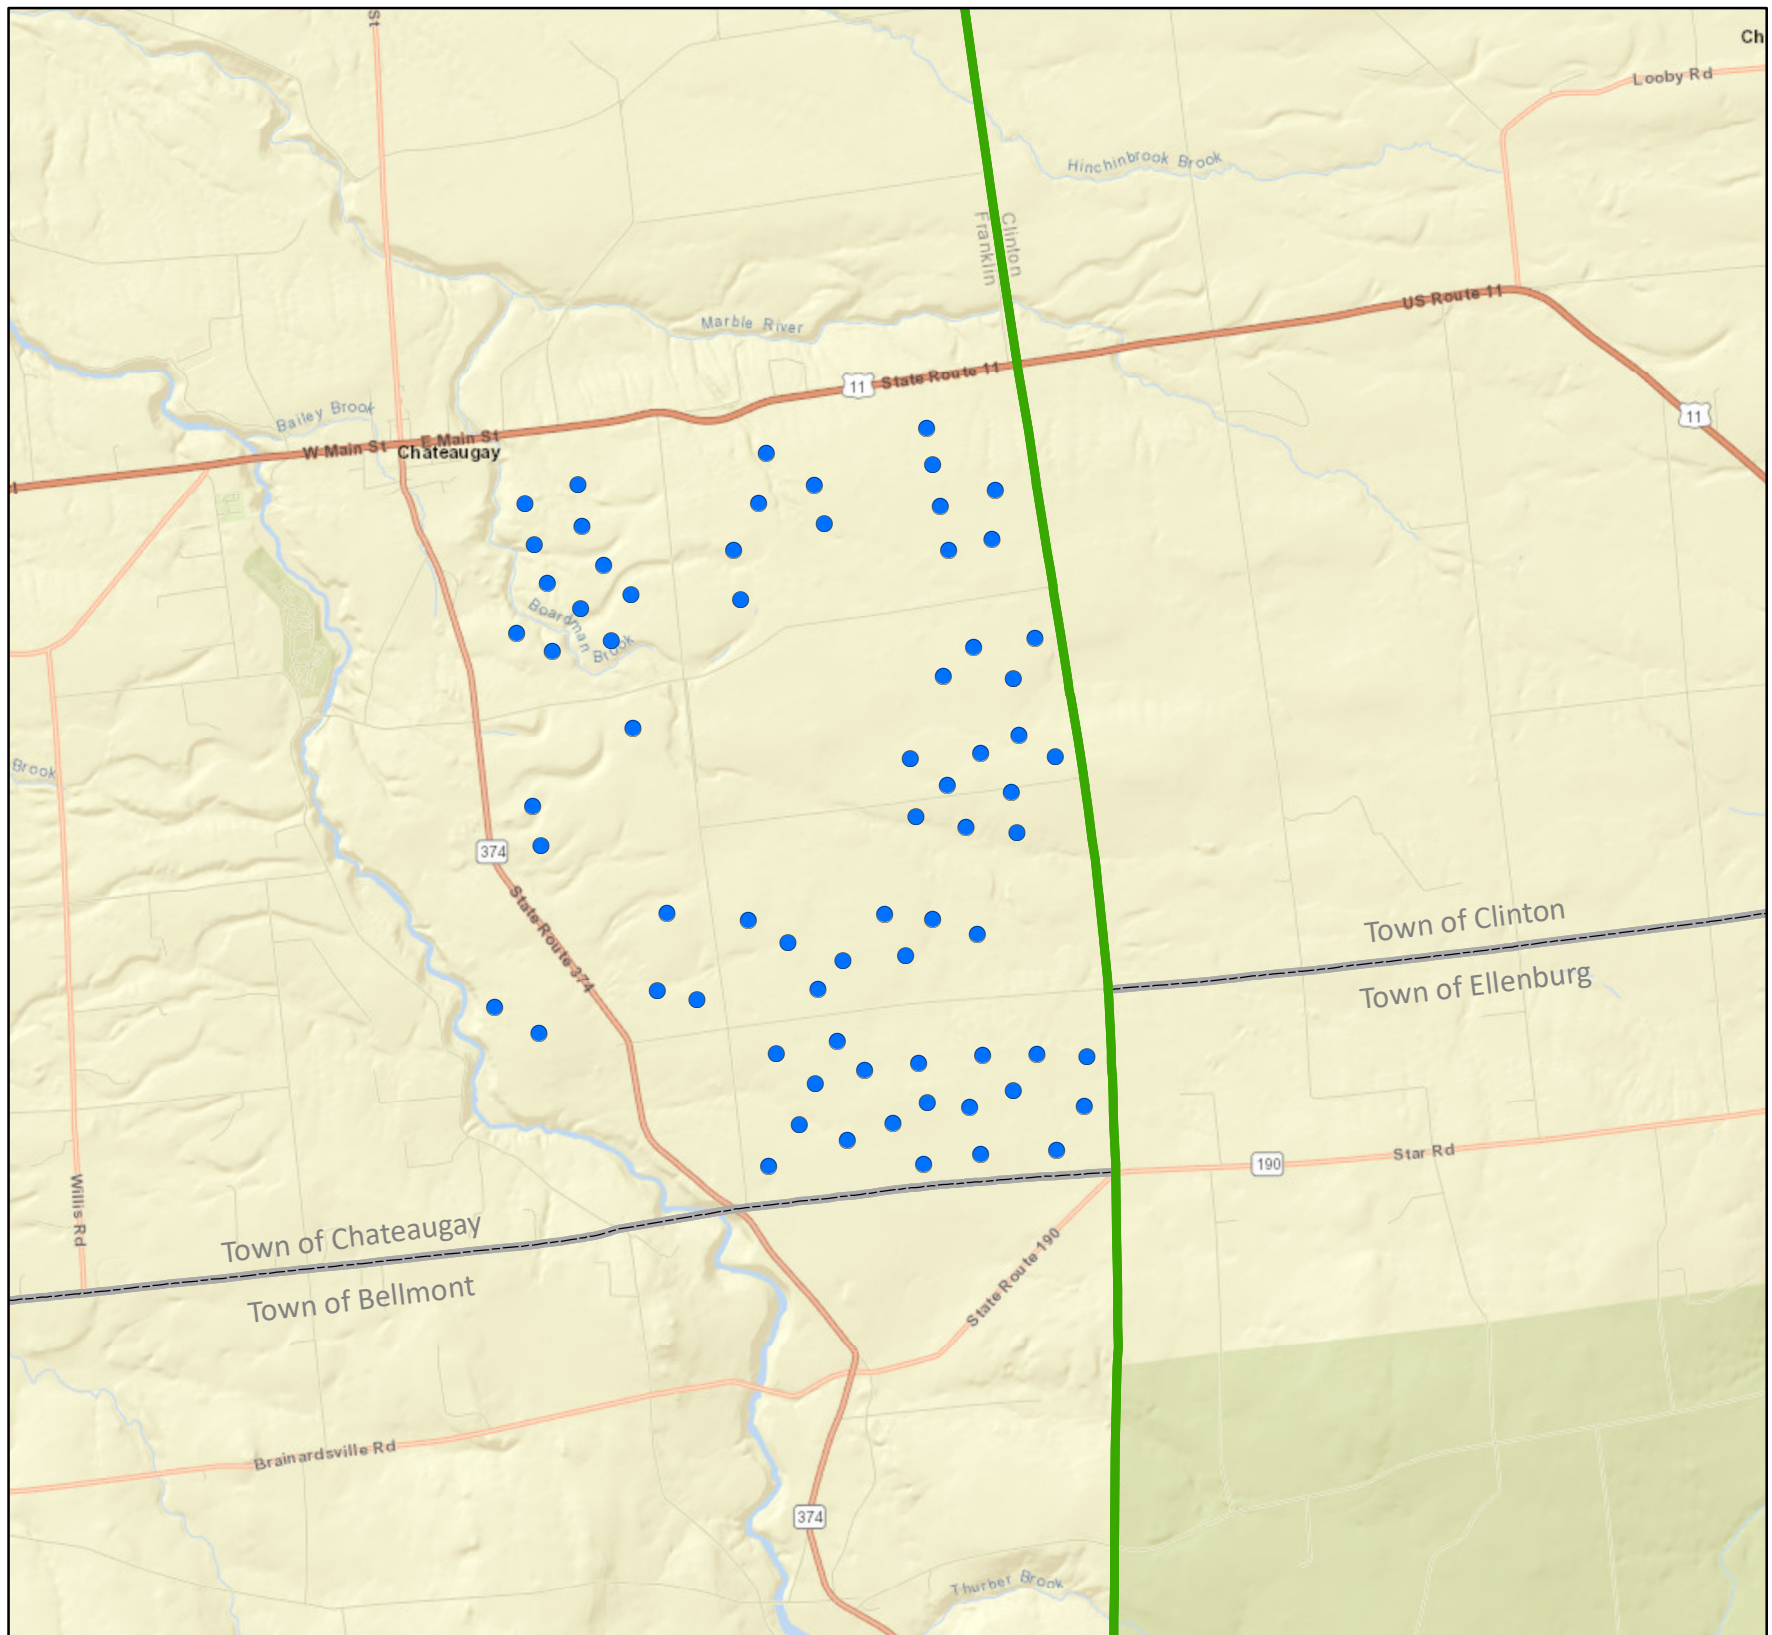 St
Ch
Looby Rd
Hinchinbrook Brook
Clinton
Franklin
US Route 11
Marble River
State Route 11
11
11
Bailey Brook
W Main St
E Main St
Chateaugay
Boardman Brook
Brook
374
State Route 374
Town of Clinton
Town of Ellenburg
190
Star Rd
Willis Rd
Town of Chateaugay
Town of Bellmont
State Route 190
Brainardsville Rd
374
Thurber Brook